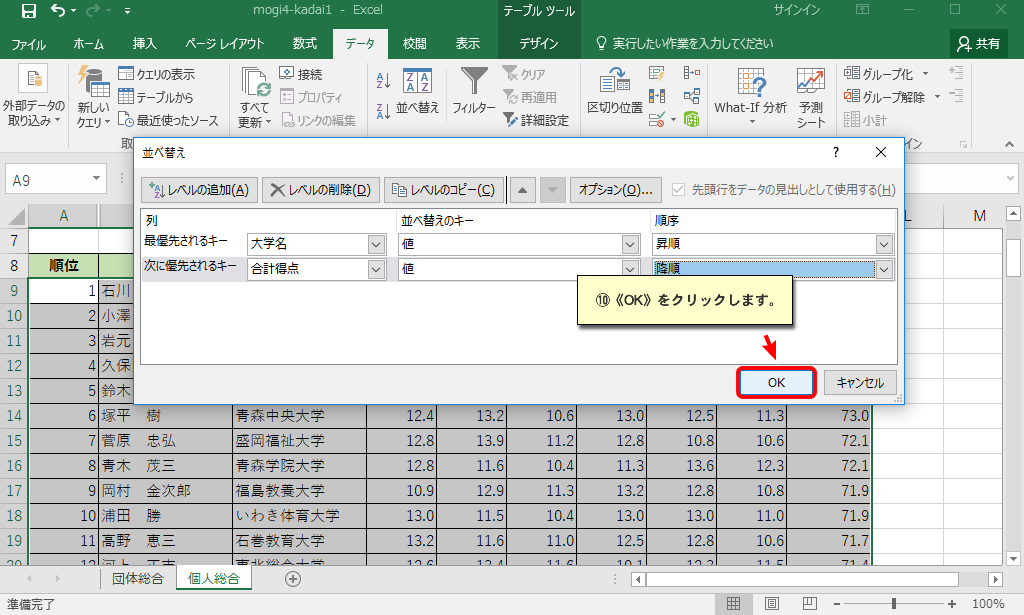 mogi4-kadai1 - Excel
テーブル ツール
サインイン
ファイル ホーム 挿入 ページ レイアウト 数式 データ 校閲 表示 デザイン 実行したい作業を入力してください 共有
外部データの
取り込み
新しい
クエリ
クエリの表示
テーブルから
最近使ったソース
すべて
更新
接続
プロパティ
リンクの編集
並べ替え
フィルター
クリア
再適用
詳細設定
区切り位置
What-If 分析
予測
シート
グループ化
グループ解除
小計
並べ替え
? 
レベルの追加(A) レベルの削除(D) レベルのコピー(C) オプション(O)... 先頭行をデータの見出しとして使用する(H)
列 並べ替えのキー 順序
最優先されるキー 大学名 値 昇順
次に優先されるキー 合計得点 値 降順
⑩《OK》をクリックします。
OK キャンセル
A9
A L M
7
8 順位
9 1 石川
10 2 小澤
11 3 岩元
12 4 久保
13 5 鈴木
14 6 塚平 樹 青森中央大学 12.4 13.2 10.6 13.0 12.5 11.3 73.0
15 7 菅原 忠弘 盛岡福祉大学 12.8 13.9 11.2 12.8 10.8 10.6 72.1
16 8 青木 茂三 青森学院大学 12.8 11.6 10.4 11.3 13.6 12.3 72.1
17 9 岡村 金次郎 福島教養大学 10.9 12.9 11.3 13.2 12.8 10.8 71.9
18 10 浦田 勝 いわき体育大学 13.0 11.5 10.4 13.0 13.0 11.0 71.9
19 11 高野 恵三 石巻教育大学 13.2 11.6 11.0 12.5 12.8 10.6 71.7
団体総合 個人総合
準備完了
100%